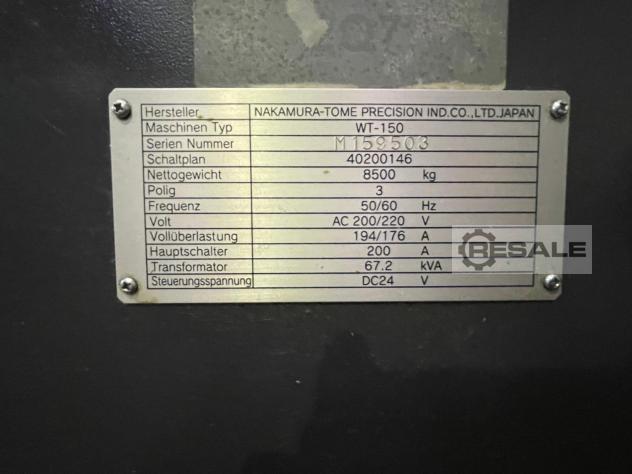 Hersteller NAKAMURA-TOME PRECISION IND.CO.,LTD.JAPAN
Maschinen Typ WT-150
Serien Nummer M159503
Schaltplan 40200146
Nettogewicht 8500 kg
Polig 3
Frequenz 50/60 Hz
Volt AC 200/220 V
Vollüberlastung 194/176 A
Hauptschalter 200 A
Transformator 67.2 kVA
Steuerungsspannung DC24 V
RESALE